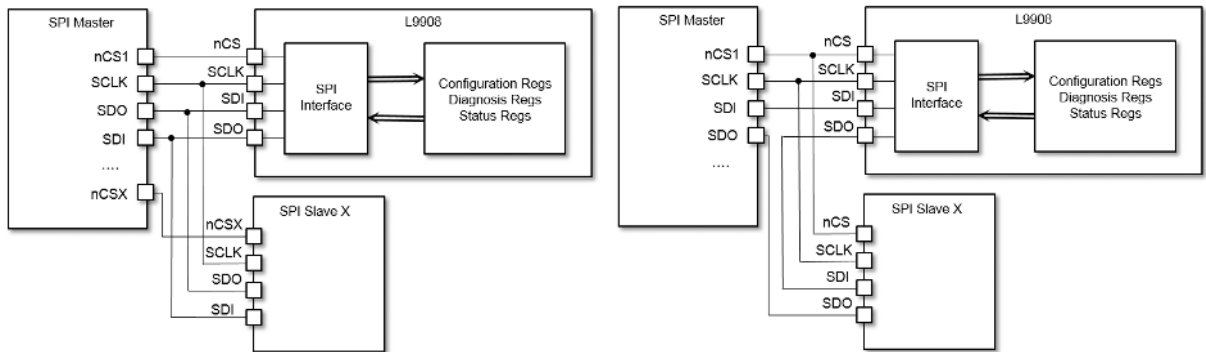 SPI Master
nCS1
SCLK
SDO
SDI
....
nCSX
nCS
SCLK
SDI
SDO
L9908
SPI
Interface
Configuration Regs
Diagnosis Regs
Status Regs
SPI Slave X
nCSX
SCLK
SDO
SDI
SPI Master
nCS1
SCLK
SDI
SDO
....
nCS
SCLK
SDI
SDO
L9908
SPI
Interface
Configuration Regs
Diagnosis Regs
Status Regs
SPI Slave X
nCS
SCLK
SDI
SDO